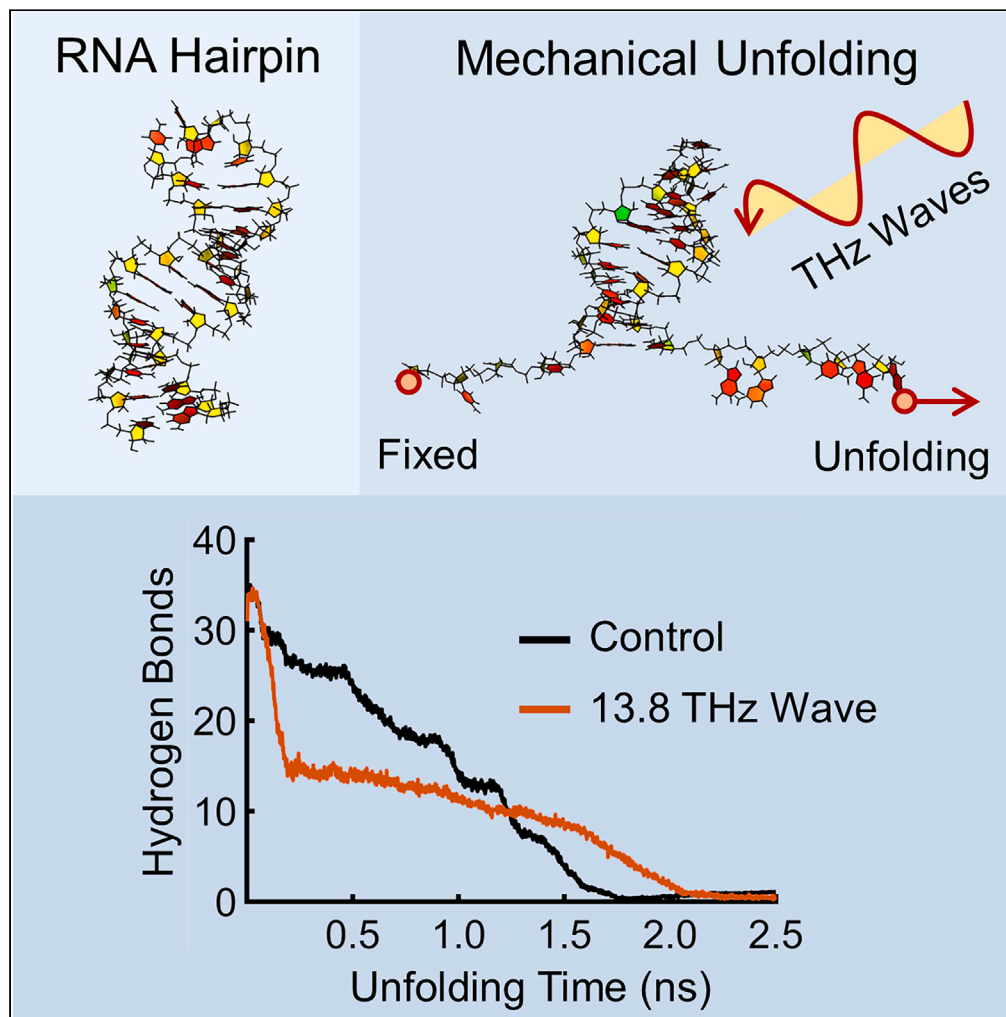 RNA Hairpin
Mechanical Unfolding
THz Waves
Fixed
Unfolding
40
30
20
10
0
Hydrogen Bonds
Control
13.8 THz Wave
0.5 1.0 1.5 2.0 2.5
Unfolding Time (ns)